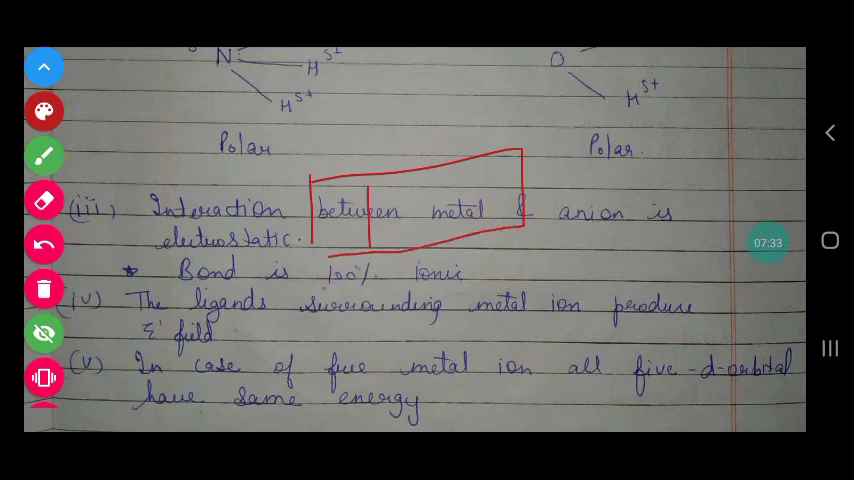 N H δ+ O
H δ+ H δ+
Polar Polar.
(iii) Interaction between metal & anion is
electrostatic.
* Bond is 100% ionic
(iv) The ligands surrounding metal ion produce
field
(v) In case of free metal ion all five-d-orbital
have same energy
07:33